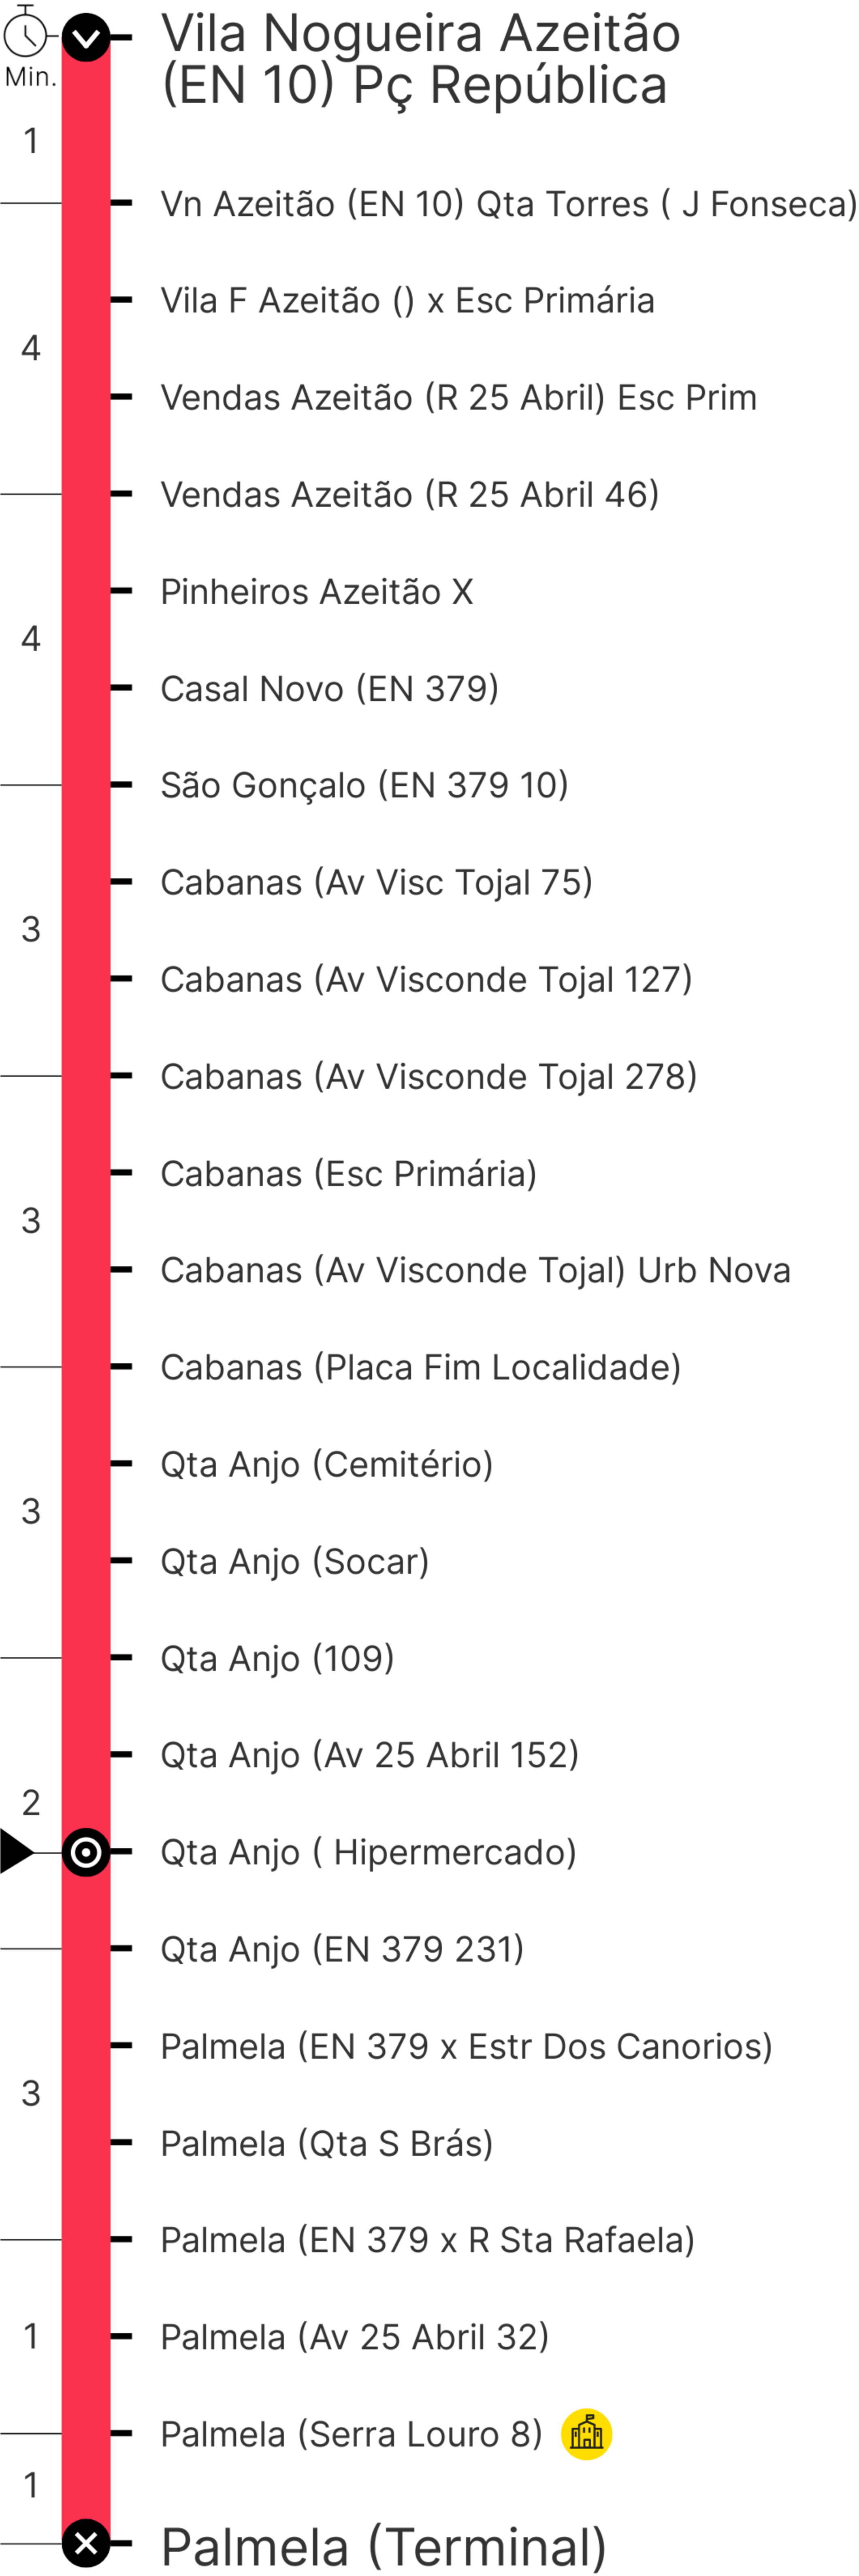 Vila Nogueira Azeitão
(EN 10) Pç República
Min.
1
Vn Azeitão (EN 10) Qta Torres ( J Fonseca)
Vila F Azeitão () x Esc Primária
4
Vendas Azeitão (R 25 Abril) Esc Prim
Vendas Azeitão (R 25 Abril 46)
Pinheiros Azeitão X
4
Casal Novo (EN 379)
São Gonçalo (EN 379 10)
Cabanas (Av Visc Tojal 75)
3
Cabanas (Av Visconde Tojal 127)
Cabanas (Av Visconde Tojal 278)
Cabanas (Esc Primária)
3
Cabanas (Av Visconde Tojal) Urb Nova
Cabanas (Placa Fim Localidade)
Qta Anjo (Cemitério)
3
Qta Anjo (Socar)
Qta Anjo (109)
Qta Anjo (Av 25 Abril 152)
2
Qta Anjo ( Hipermercado)
Qta Anjo (EN 379 231)
Palmela (EN 379 x Estr Dos Canorios)
3
Palmela (Qta S Brás)
Palmela (EN 379 x R Sta Rafaela)
1
Palmela (Av 25 Abril 32)
Palmela (Serra Louro 8)
1
Palmela (Terminal)